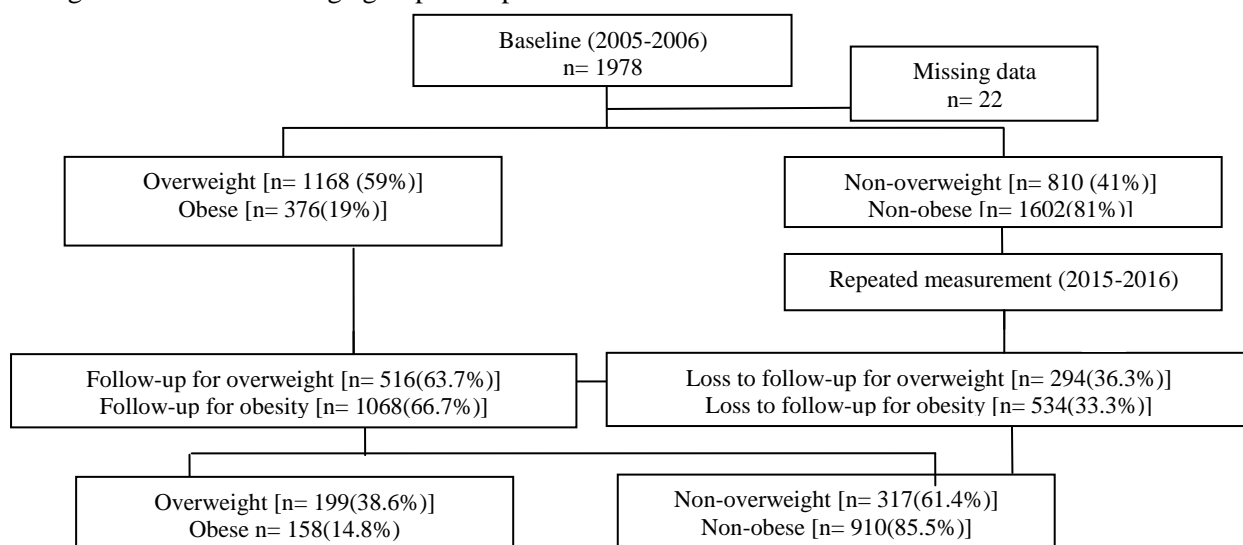 Baseline (2005-2006)
n= 1978
Missing data
n= 22
Overweight [n= 1168 (59%)]
Obese [n= 376(19%)]
Non-overweight [n= 810 (41%)]
Non-obese [n= 1602(81%)]
Repeated measurement (2015-2016)
Follow-up for overweight [n= 516(63.7%)]
Follow-up for obesity [n= 1068(66.7%)]
Loss to follow-up for overweight [n= 294(36.3%)]
Loss to follow-up for obesity [n= 534(33.3%)]
Overweight [n= 199(38.6%)]
Obese n= 158(14.8%)
Non-overweight [n= 317(61.4%)]
Non-obese [n= 910(85.5%)]